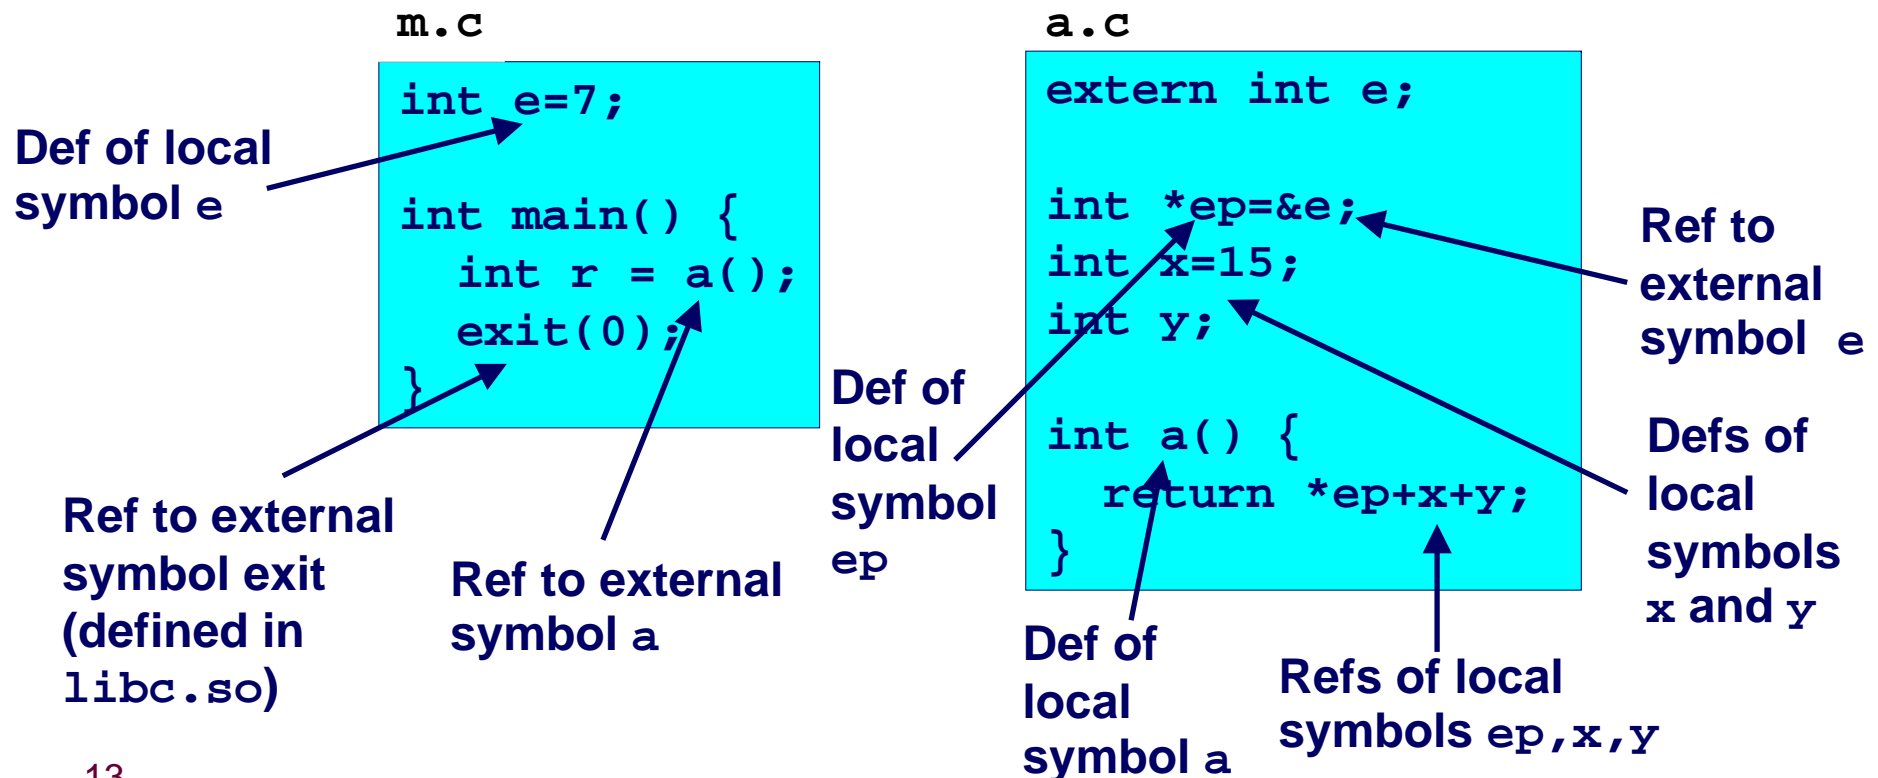 m.c
int e=7;
int main() {
int r = a();
exit(0);
}
Def of local
symbol e
Ref to external
symbol exit
(defined in
libc.so)
Ref to external
symbol a
a.c
extern int e;
int *ep=&e;
int x=15;
int y;
int a() {
return *ep+x+y;
}
Def of
local
symbol
ep
Ref to
external
symbol e
Defs of
local
symbols
x and y
Def of
local
symbol a
Refs of local
symbols ep,x,y
13